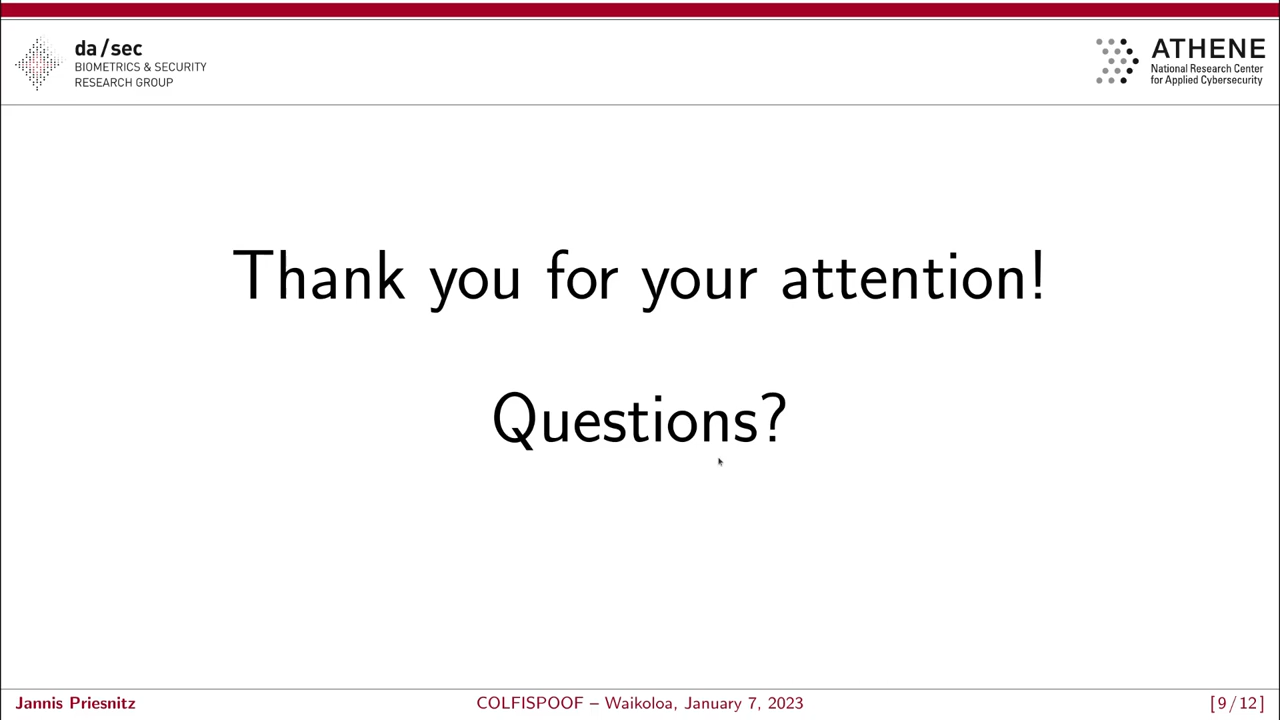 da/sec
BIOMETRICS & SECURITY
RESEARCH GROUP
ATHENE
National Research Center
for Applied Cybersecurity
Thank you for your attention!
Questions?
Jannis Priesnitz
COLFISPOOF – Waikoloa, January 7, 2023
[9/12]